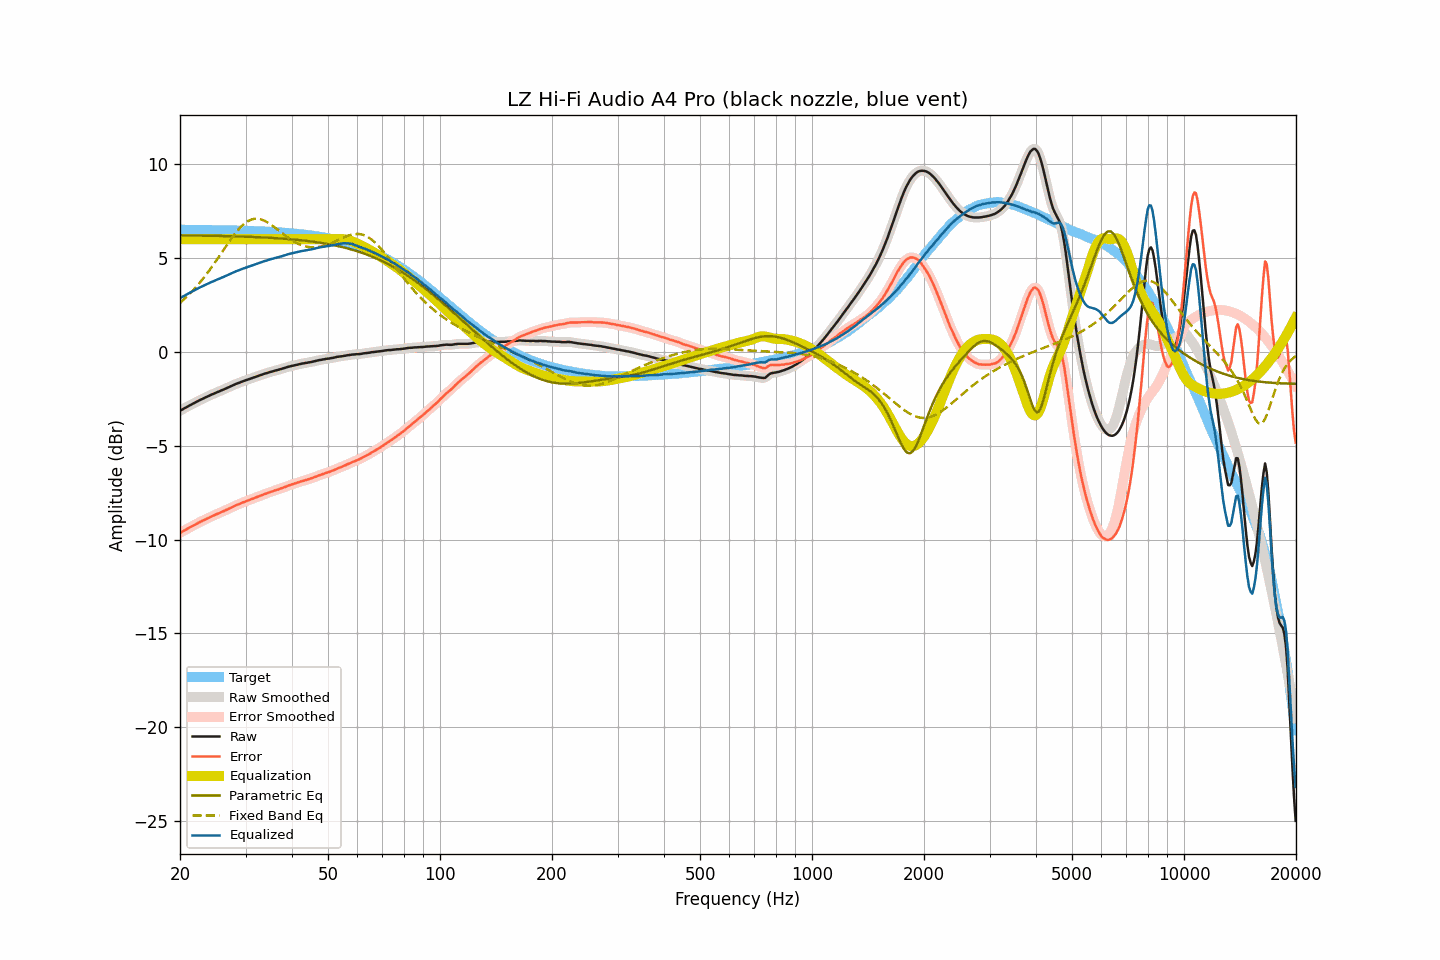 LZ Hi-Fi Audio A4 Pro (black nozzle, blue vent)
Amplitude (dBr)
10
5
0
−5
−10
−15
−20
−25
Target
Raw Smoothed
Error Smoothed
Raw
Error
Equalization
Parametric Eq
Fixed Band Eq
Equalized
20 50 100 200 500 1000 2000 5000 10000 20000
Frequency (Hz)